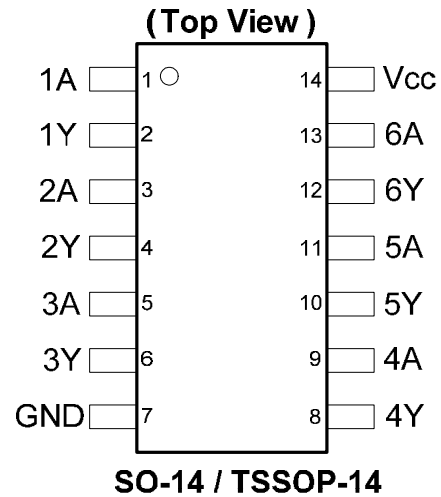 (Top View)
1A 1 14 Vcc
1Y 2 13 6A
2A 3 12 6Y
2Y 4 11 5A
3A 5 10 5Y
3Y 6 9 4A
GND 7 8 4Y
SO-14 / TSSOP-14